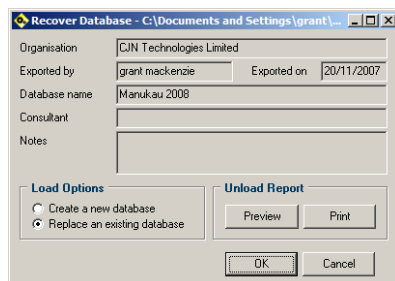 Recover Database - C:\Documents and Settings\grant\...
Organisation CJN Technologies Limited
Exported by grant mackenzie Exported on 20/11/2007
Database name Manukau 2008
Consultant
Notes
Load Options
Create a new database
Replace an existing database
Unload Report
Preview Print
OK Cancel